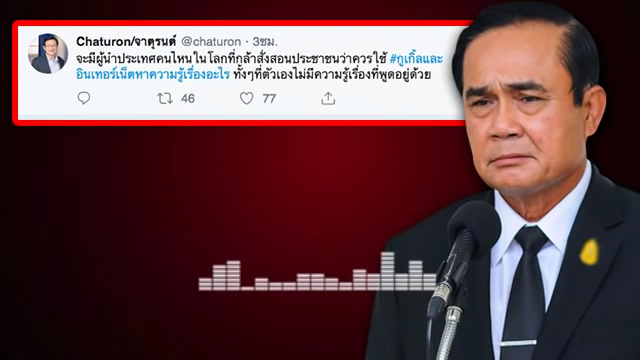 Chaturon/จาตุรนต์ @chaturon · 3ชม.
จะมีผู้นำประเทศคนไหนในโลกที่กล้าสั่งสอนประชาชนว่าควรใช้ #กูเกิ้ลและ
อินเทอร์เน็ตหาความรู้เรื่องอะไร ทั้งๆที่ตัวเองไม่มีความรู้เรื่องที่พูดอยู่ด้วย
46 77